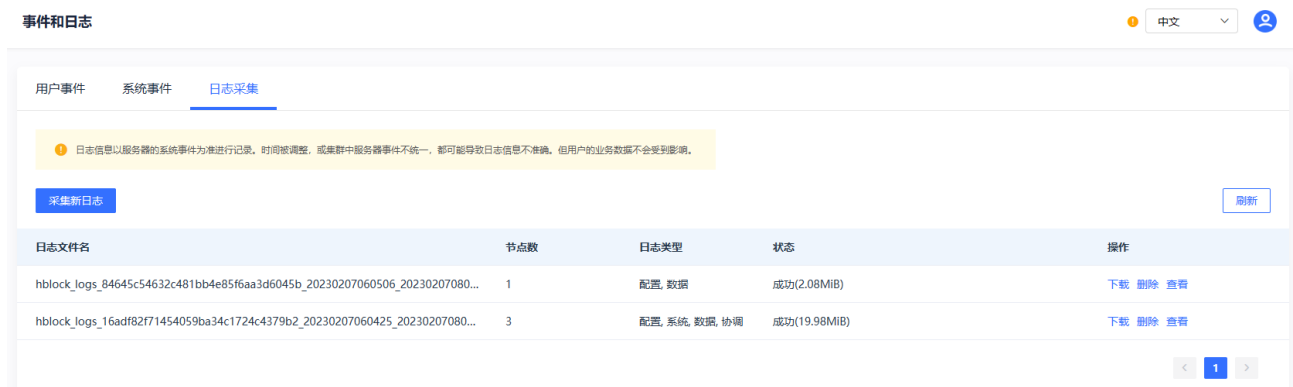 事件和日志
中文
用户事件 系统事件 日志采集
日志信息以服务器的系统事件为准进行记录。时间被调整，或集群中服务器事件不统一，都可能导致日志信息不准确。但用户的业务数据不会受到影响。
采集新日志 刷新
日志文件名 节点数 日志类型 状态 操作
hblock_logs_84645c54632c481bb4e85f6aa3d6045b_20230207060506_20230207080... 1 配置, 数据 成功(2.08MiB) 下载 删除 查看
hblock_logs_16adf82f71454059ba34c1724c4379b2_20230207060425_20230207080... 3 配置, 系统, 数据, 协调 成功(19.98MiB) 下载 删除 查看
< 1 >